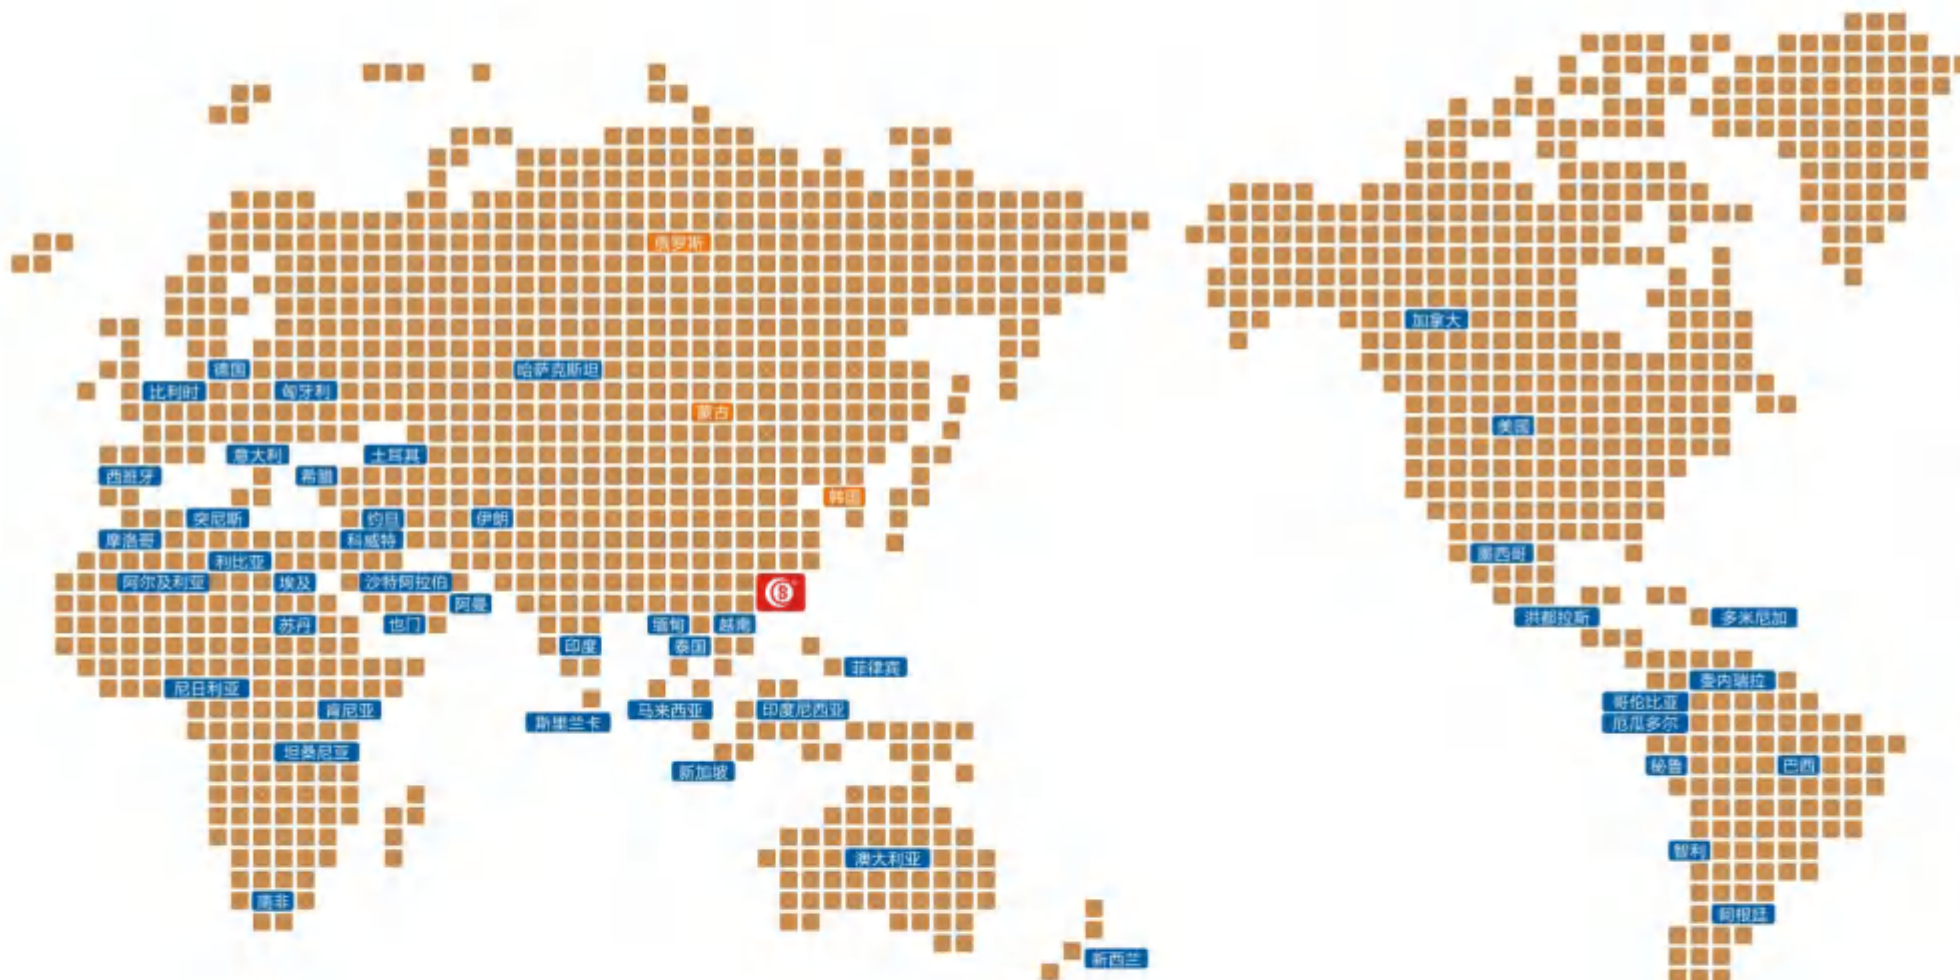 俄罗斯
加拿大
德国
哈萨克斯坦
比利时
匈牙利
蒙古
美国
意大利
土耳其
西班牙
希腊
韩国
突尼斯
约旦
伊朗
摩洛哥
科威特
墨西哥
利比亚
阿尔及利亚
埃及
沙特阿拉伯
阿曼
洪都拉斯
多米尼加
苏丹
也门
缅甸
越南
印度
泰国
菲律宾
委内瑞拉
尼日利亚
哥伦比亚
肯尼亚
马来西亚
印度尼西亚
斯里兰卡
厄瓜多尔
坦桑尼亚
新加坡
秘鲁
巴西
智利
澳大利亚
南非
阿根廷
新西兰